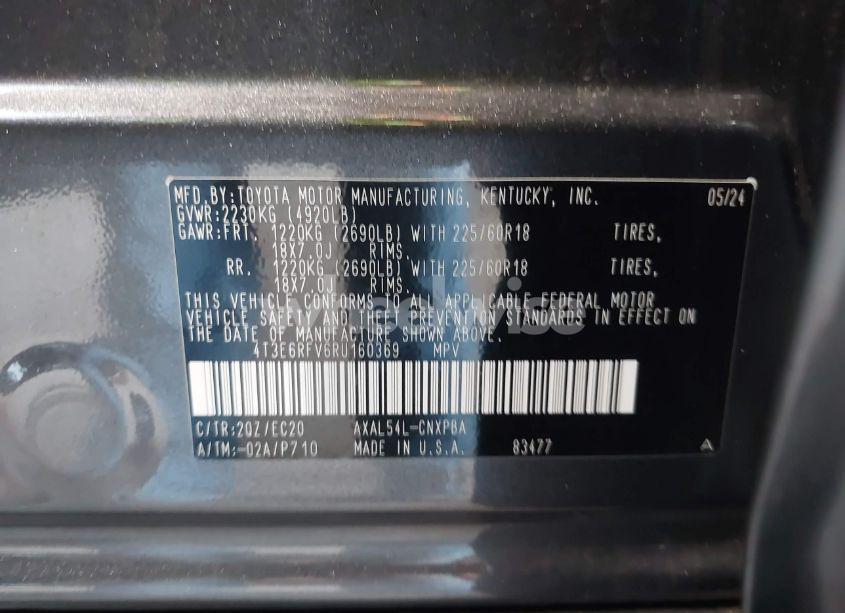 MFD.BY:TOYOTA MOTOR MANUFACTURING, KENTUCKY, INC. 05/24
GVWR:2230KG (4920LB)
GAWR:FRT. 1220KG (2690LB) WITH 225/60R18 TIRES,
18X7.0J RIMS.
RR. 1220KG (2690LB) WITH 225/60R18 TIRES,
18X7.0J RIMS.
THIS VEHICLE CONFORMS TO ALL APPLICABLE FEDERAL MOTOR
VEHICLE SAFETY AND THEFT PREVENTION STANDARDS IN EFFECT ON
THE DATE OF MANUFACTURE SHOWN ABOVE.
4T3E6RFV6RU160369 MPV
C/TR:2QZ/EC20 AXAL54L-CNXPBA
A/TM:-02A/P710 MADE IN U.S.A. 83477 A